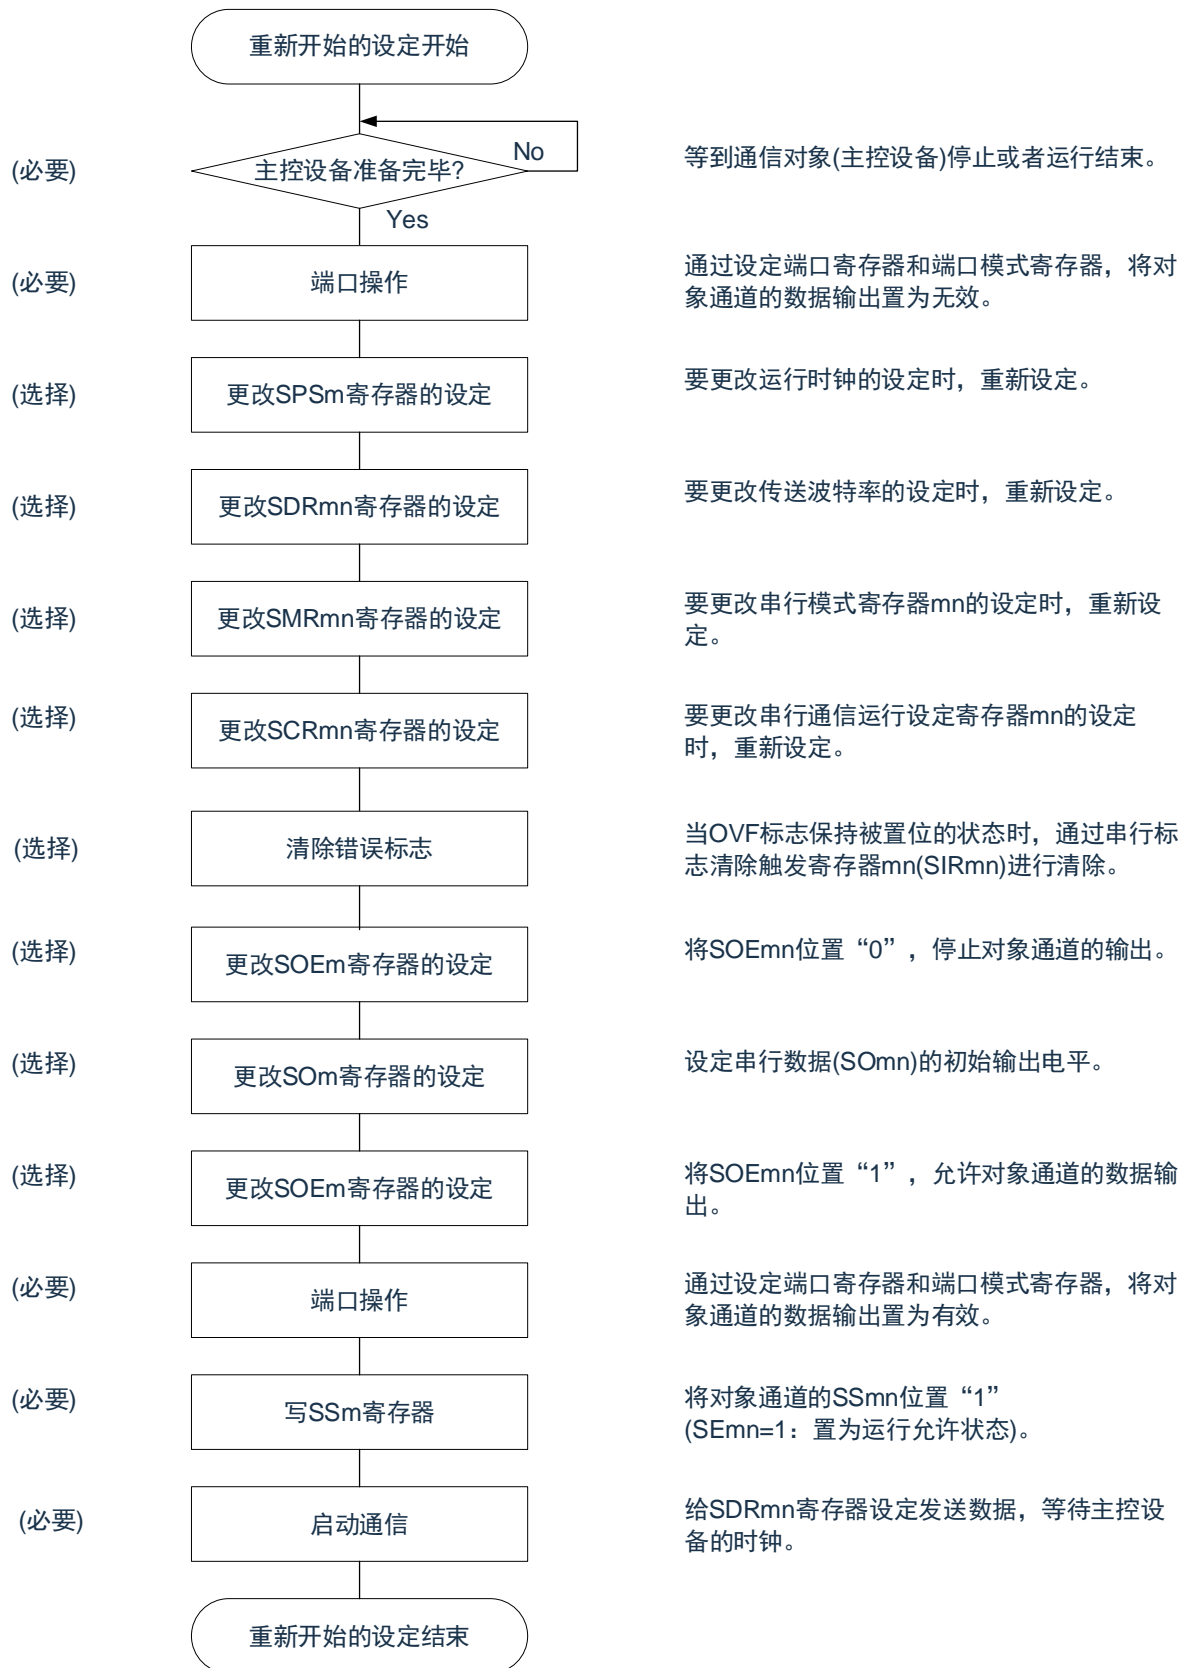 重新开始的设定开始
(必要)
主控设备准备完毕?
No
等到通信对象(主控设备)停止或者运行结束。
Yes
(必要)
端口操作
通过设定端口寄存器和端口模式寄存器，将对
象通道的数据输出置为无效。
(选择)
更改SPSm寄存器的设定
要更改运行时钟的设定时，重新设定。
(选择)
更改SDRmn寄存器的设定
要更改传送波特率的设定时，重新设定。
(选择)
更改SMRmn寄存器的设定
要更改串行模式寄存器mn的设定时，重新设
定。
(选择)
更改SCRmn寄存器的设定
要更改串行通信运行设定寄存器mn的设定
时，重新设定。
(选择)
清除错误标志
当OVF标志保持被置位的状态时，通过串行标
志清除触发寄存器mn(SIRmn)进行清除。
(选择)
更改SOEm寄存器的设定
将SOEmn位置“0”，停止对象通道的输出。
(选择)
更改SOm寄存器的设定
设定串行数据(SOmn)的初始输出电平。
(选择)
更改SOEm寄存器的设定
将SOEmn位置“1”，允许对象通道的数据输
出。
(必要)
端口操作
通过设定端口寄存器和端口模式寄存器，将对
象通道的数据输出置为有效。
(必要)
写SSm寄存器
将对象通道的SSmn位置“1”
(SEmn=1：置为运行允许状态)。
(必要)
启动通信
给SDRmn寄存器设定发送数据，等待主控设
备的时钟。
重新开始的设定结束